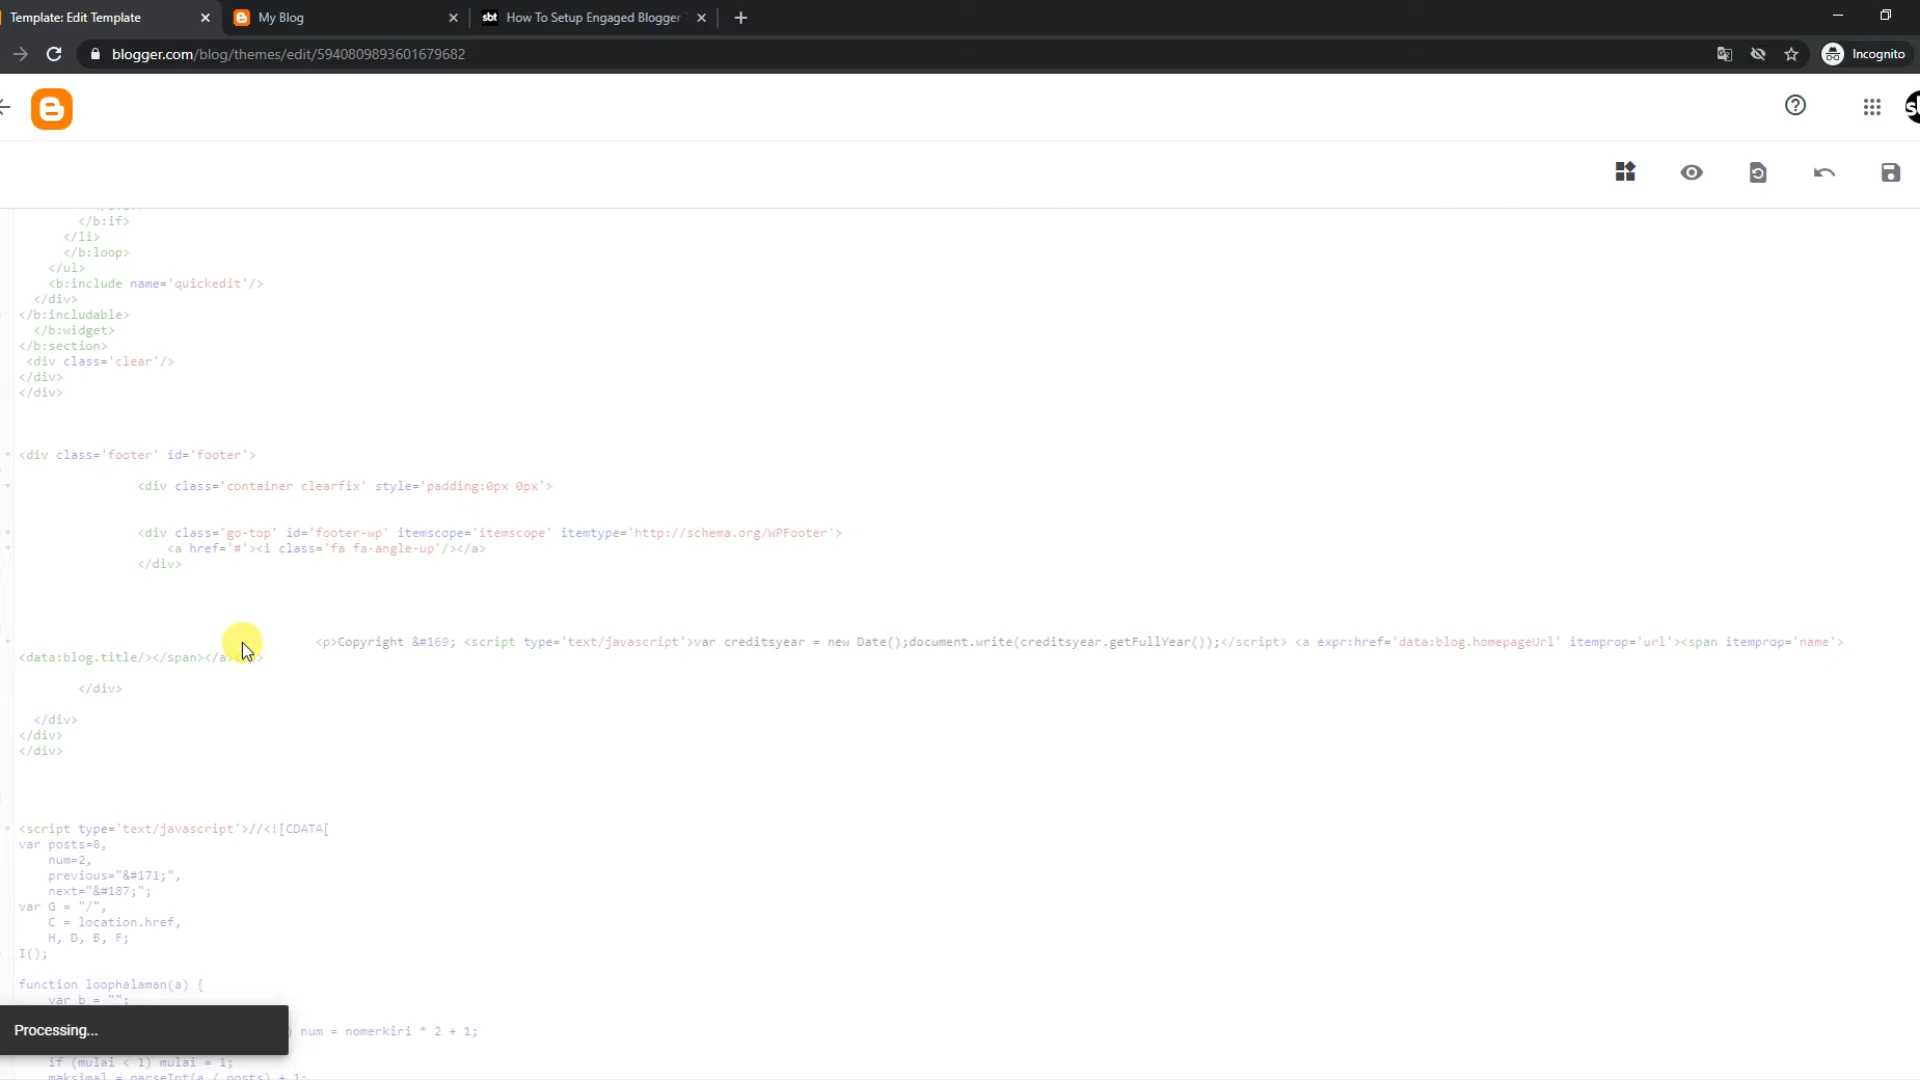 Template: Edit Template
My Blog
How To Setup Engaged Blogger
blogger.com/blog/themes/edit/5940809893601679682
Incognito
</b:if>
</li>
</b:loop>
</ul>
<b:include name='quickedit'/>
</div>
</b:includable>
</b:widget>
</b:section>
<div class='clear'/>
</div>
</div>
<div class='footer' id='footer'>
<div class='container clearfix' style='padding:0px 0px'>
<div class='go-top' id='footer-wp' itemscope='itemscope' itemtype='http://schema.org/WPFooter'>
<a href='#'><i class='fa fa-angle-up'/></a>
</div>
<p>Copyright &#169; <script type='text/javascript'>var creditsyear = new Date();document.write(creditsyear.getFullYear());</script> <a expr:href='data:blog.homepageUrl' itemprop='url'><span itemprop='name'>
<data:blog.title/></span></a>
</div>
</div>
</div>
</div>
<script type='text/javascript'>//<![CDATA[
var posts=8,
num=2,
previous="&#171;",
next="&#187;";
var G = "/",
C = location.href,
H, D, B, F;
I();
function loophalaman(a) {
var b = "";
Processing...
num = nomerkiri * 2 + 1;
if (mulai < 1) mulai = 1;
maksimal = parseInt(a / posts) + 1;